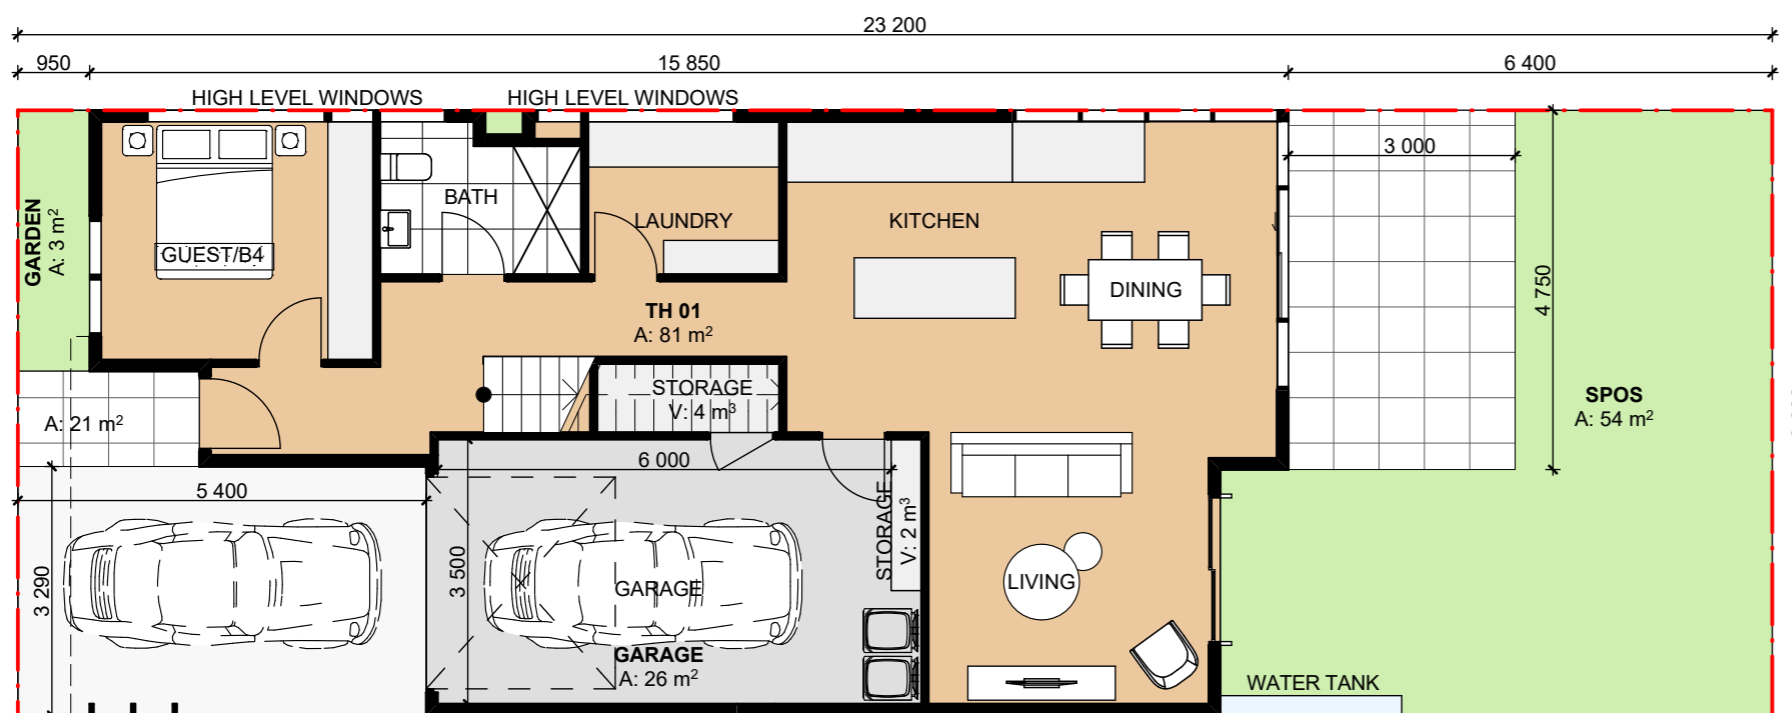 23 200
950
15 850
6 400
HIGH LEVEL WINDOWS
HIGH LEVEL WINDOWS
3 000
GARDEN
A: 3 m²
BATH
LAUNDRY
KITCHEN
GUEST/B4
DINING
4 750
TH 01
A: 81 m²
STORAGE
V: 4 m³
SPOS
A: 54 m²
A: 21 m²
6 000
5 400
STORAGE
V: 2 m³
3 290
3 500
GARAGE
LIVING
GARAGE
A: 26 m²
WATER TANK